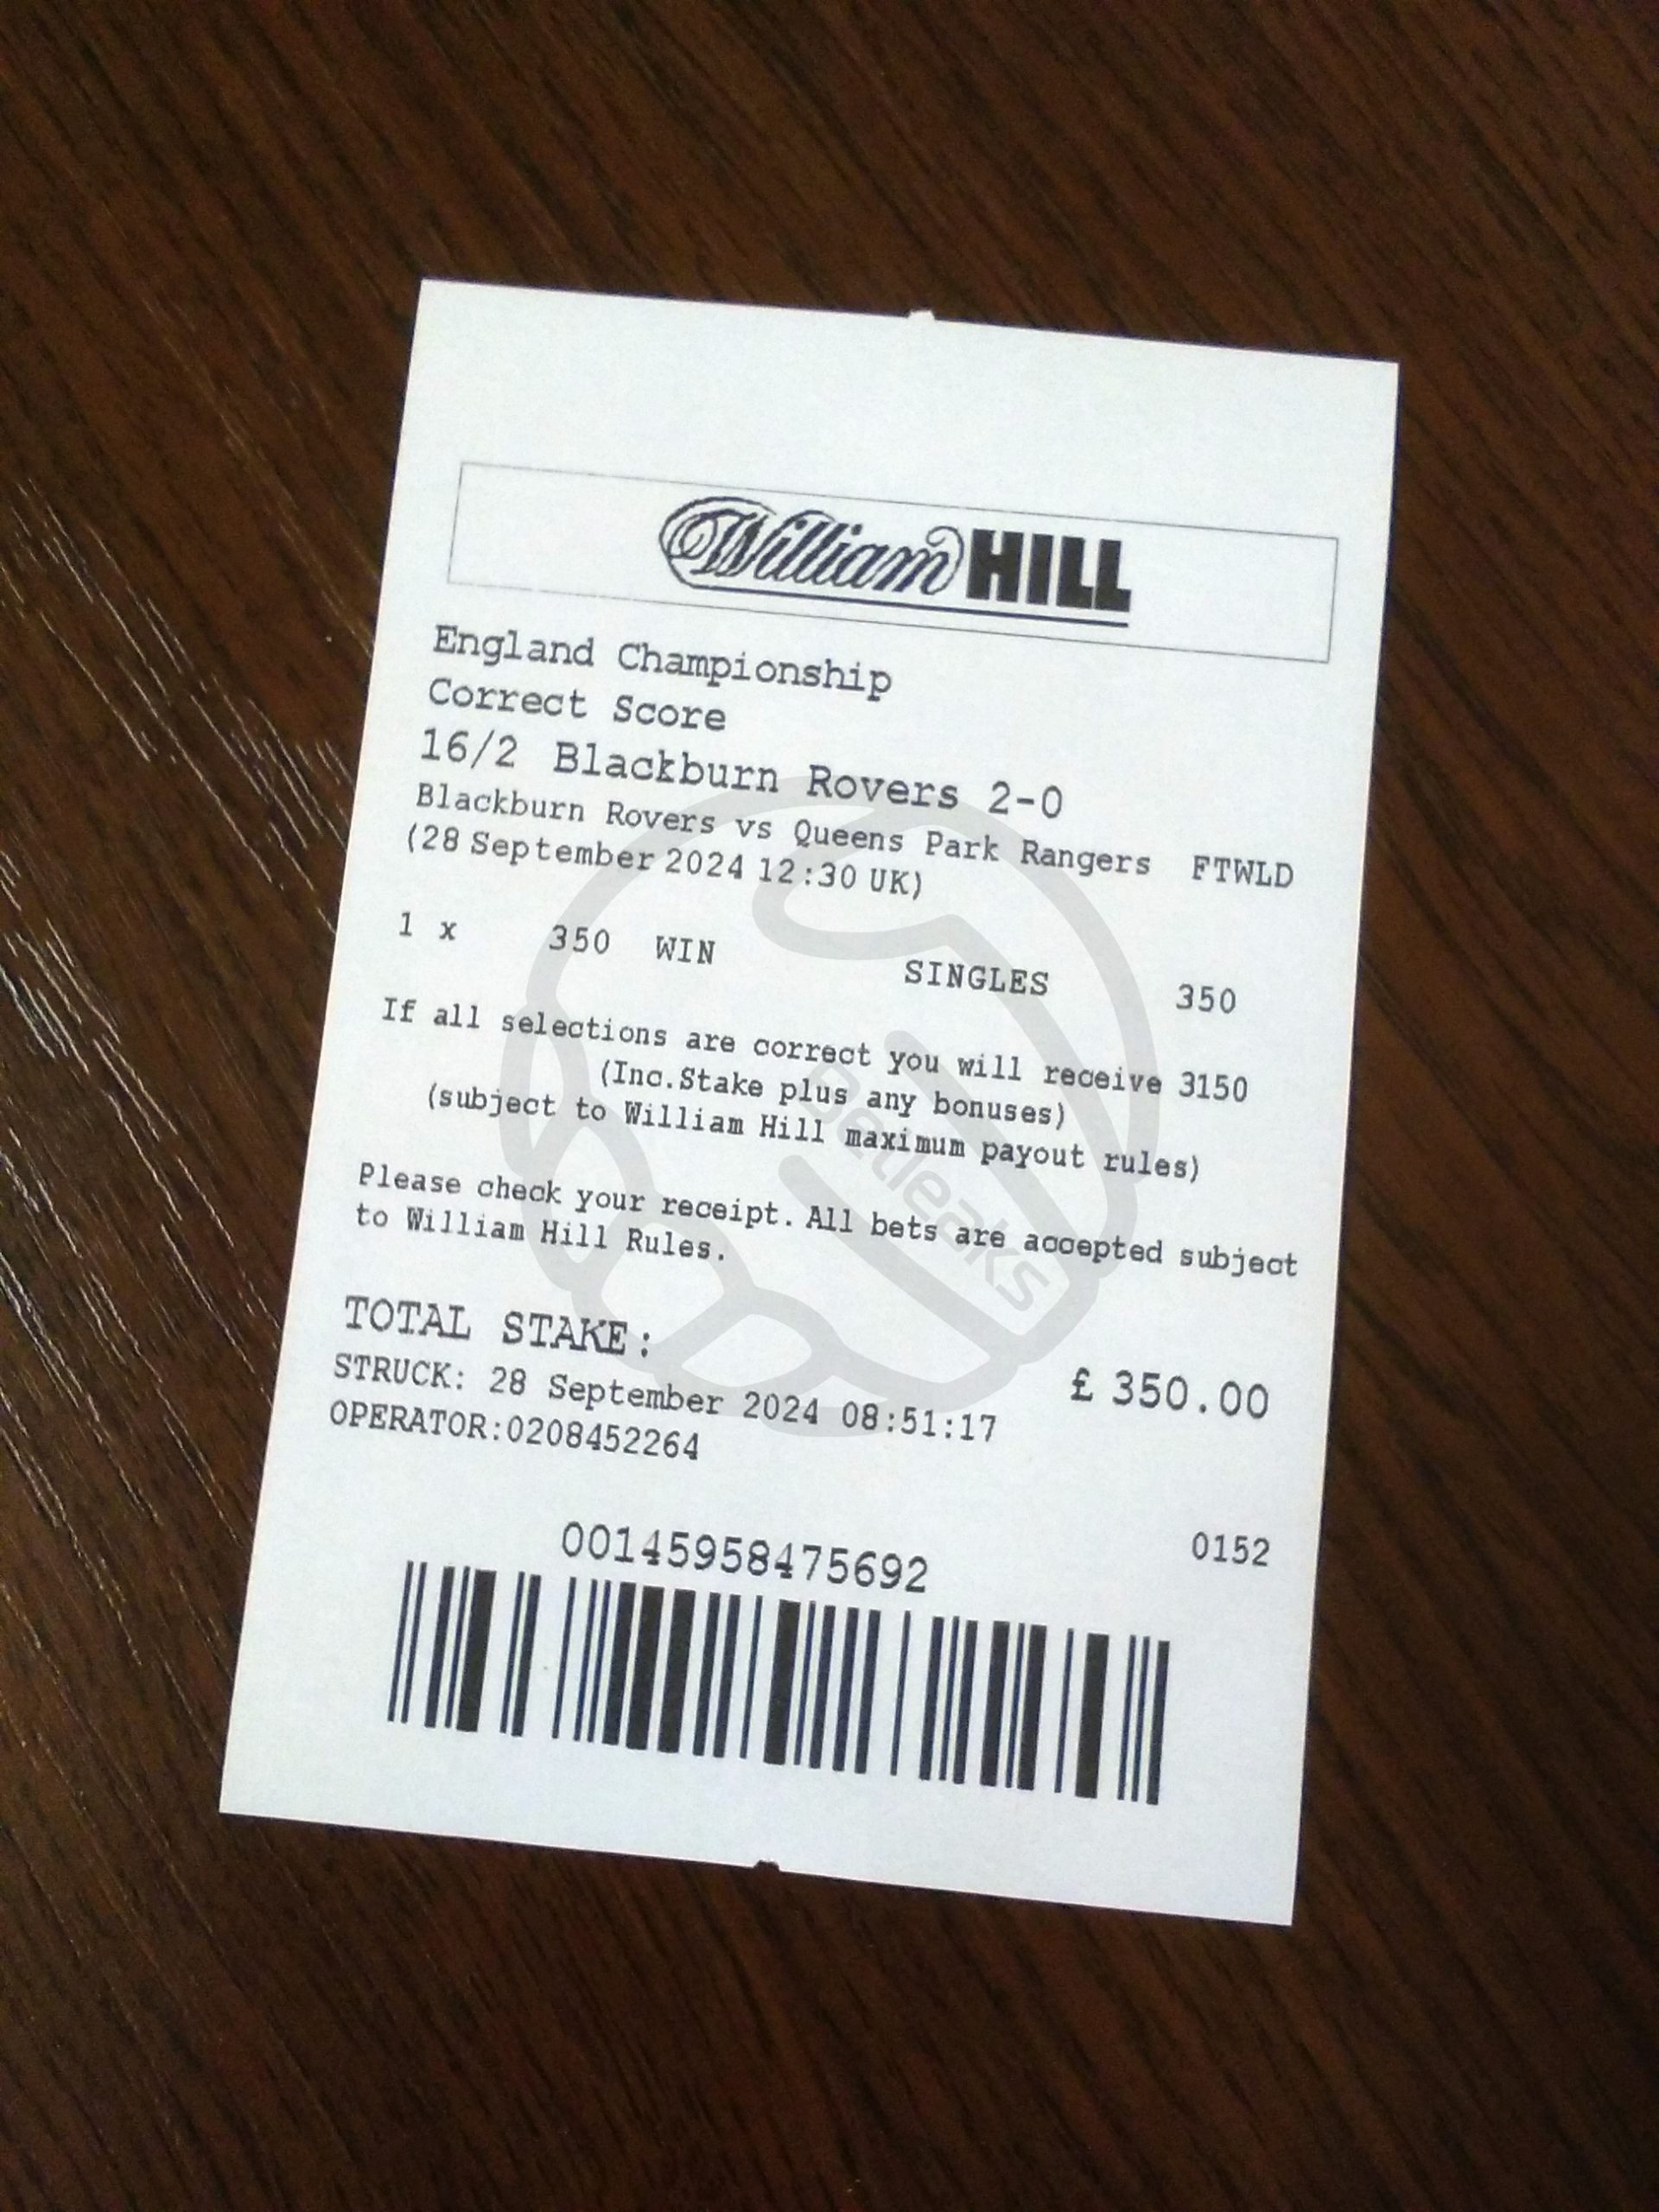 William HILL
England Championship
Correct Score
16/2 Blackburn Rovers 2-0
Blackburn Rovers vs Queens Park Rangers FTWLD
(28 September 2024 12:30 UK)
1 x 350 WIN SINGLES 350
If all selections are correct you will receive 3150
(Inc.Stake plus any bonuses)
(subject to William Hill maximum payout rules)
Please check your receipt. All bets are accepted subject
to William Hill Rules.
TOTAL STAKE: £ 350.00
STRUCK: 28 September 2024 08:51:17
OPERATOR:0208452264
00145958475692 0152
Betleaks